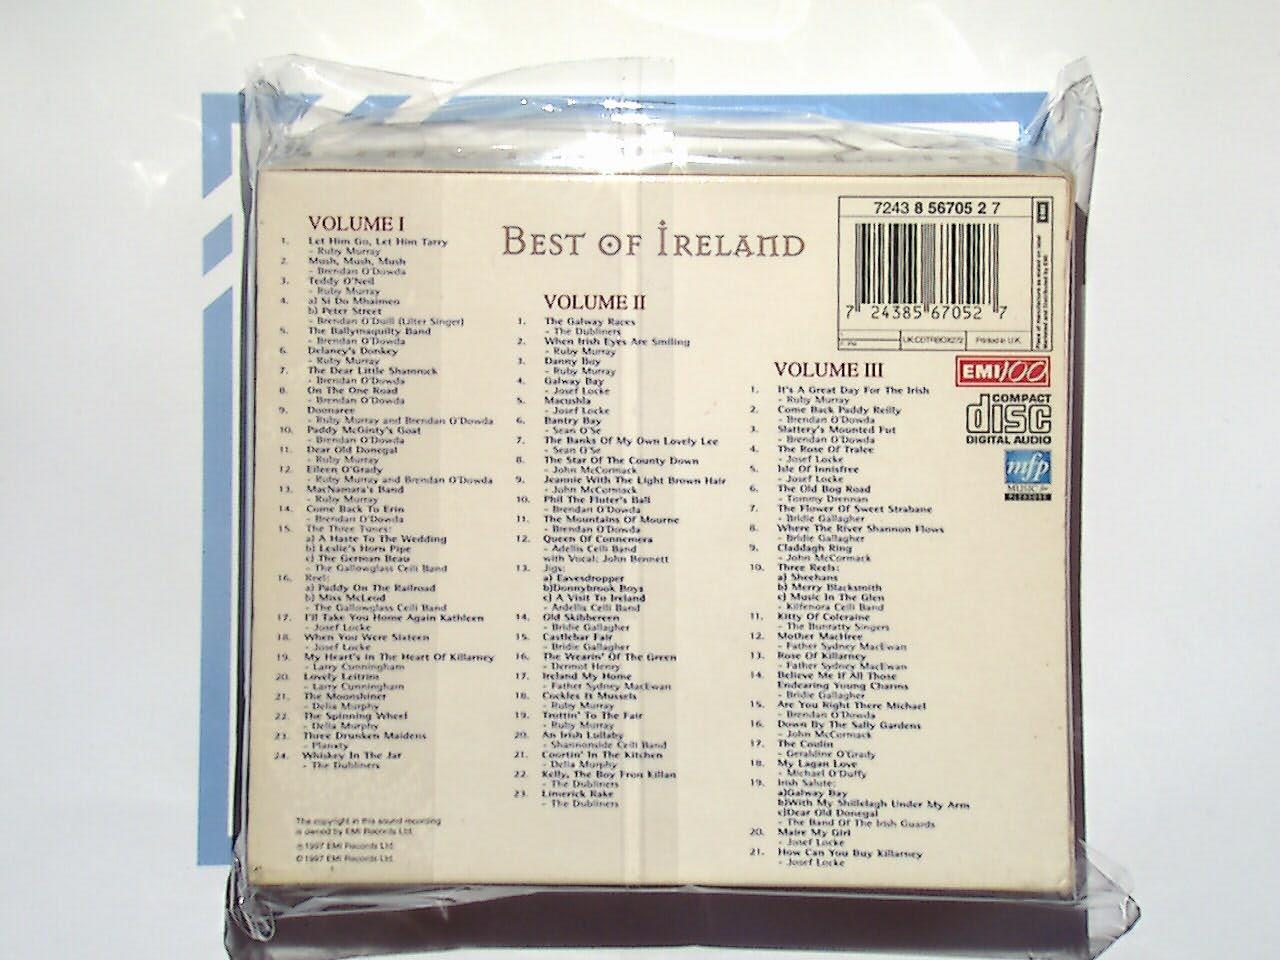 VOLUME I
1. Let Him Go, Let Him Tarry
- Ruby Murray
2. Mush, Mush, Mush
- Brendan O'Dowda
3. Teddy O'Neil
- Ruby Murray
4. a) Si Do Mhaimeo
b) Peter Street
- Brendan O'Duill (Lilter Singer)
5. The Ballymaquilty Band
- Brendan O'Dowda
6. Delaney's Donkey
- Ruby Murray
7. The Dear Little Shamrock
- Brendan O'Dowda
8. On The One Road
- Brendan O'Dowda
9. Doonaree
- Ruby Murray and Brendan O'Dowda
10. Paddy McGinty's Goat
- Brendan O'Dowda
11. Dear Old Donegal
- Ruby Murray
12. Eileen O'Grady
- Ruby Murray and Brendan O'Dowda
13. MacNamara's Band
- Ruby Murray
14. Come Back To Erin
- Brendan O'Dowda
15. The Three Tunes:
a) A Haste To The Wedding
b) Leslie's Horn Pipe
c) The German Beau
- The Gallowglass Ceili Band
16. Reel:
a) Paddy On The Railroad
b) Miss McLeod
- The Gallowglass Ceili Band
17. I'll Take You Home Again Kathleen
- Josef Locke
18. When You Were Sixteen
- Josef Locke
19. My Heart's In The Heart Of Killarney
- Larry Cunningham
20. Lovely Leitrim
- Larry Cunningham
21. The Moonshiner
- Delia Murphy
22. The Spinning Wheel
- Delia Murphy
23. Three Drunken Maidens
- Planxty
24. Whiskey In The Jar
- The Dubliners
The copyright in this sound recording
is owned by EMI Records Ltd.
℗ 1997 EMI Records Ltd.
© 1997 EMI Records Ltd.
BEST OF IRELAND
VOLUME II
1. The Galway Races
- The Dubliners
2. When Irish Eyes Are Smiling
- Ruby Murray
3. Danny Boy
- Ruby Murray
4. Galway Bay
- Josef Locke
5. Macushla
- Josef Locke
6. Bantry Bay
- Sean O'Se
7. The Banks Of My Own Lovely Lee
- Sean O'Se
8. The Star Of The County Down
- John McCormack
9. Jeannie With The Light Brown Hair
- John McCormack
10. Phil The Fluter's Ball
- Brendan O'Dowda
11. The Mountains Of Mourne
- Brendan O'Dowda
12. Queen Of Connemera
- Adellis Ceili Band
with Vocal: John Bennett
13. Jigs:
a) Eavesdropper
b)Donnybrook Boys
c) A Visit To Ireland
- Ardellis Ceili Band
14. Old Skibbereen
- Bridie Gallagher
15. Castlebar Fair
- Bridie Gallagher
16. The Wearin' Of The Green
- Dermot Henry
17. Ireland My Home
- Father Sydney MacEwan
18. Cockles & Mussels
- Ruby Murray
19. Trottin' To The Fair
- Ruby Murray
20. An Irish Lullaby
- Shannonside Ceili Band
21. Coortin' In The Kitchen
- Delia Murphy
22. Kelly, The Boy Fron Killan
- The Dubliners
23. Limerick Rake
- The Dubliners
7243 8 56705 2 7
7 24385 67052 7
UK:CDTRBOX272
Printed in U.K.
EMI100
COMPACT
disc
DIGITAL AUDIO
mfp
MUSIC for
PLEASURE
VOLUME III
1. It's A Great Day For The Irish
- Ruby Murray
2. Come Back Paddy Reilly
- Brendan O'Dowda
3. Slattery's Mounted Fut
- Brendan O'Dowda
4. The Rose Of Tralee
- Josef Locke
5. Isle Of Innisfree
- Josef Locke
6. The Old Bog Road
- Tommy Drennan
7. The Flower Of Sweet Strabane
- Bridie Gallagher
8. Where The River Shannon Flows
- Bridie Gallagher
9. Claddagh Ring
- John McCormack
10. Three Reels:
a) Sheehans
b) Merry Blacksmith
c) Music In The Glen
- Kilfenora Ceili Band
11. Kitty Of Coleraine
- The Bunratty Singers
12. Mother MacHree
- Father Sydney MacEwan
13. Rose Of Killarney
- Father Sydney MacEwan
14. Believe Me If All Those
Endearing Young Charms
- Bridie Gallagher
15. Are You Right There Michael
- Brendan O'Dowda
16. Down By The Sally Gardens
- John McCormack
17. The Coolin
- Geraldine O'Grady
18. My Lagan Love
- Michael O'Duffy
19. Irish Salute:
a)Galway Bay
b)With My Shillelagh Under My Arm
c)Dear Old Donegal
- The Band Of The Irish Guards
20. Maire My Girl
- Josef Locke
21. How Can You Buy Killarney
- Josef Locke